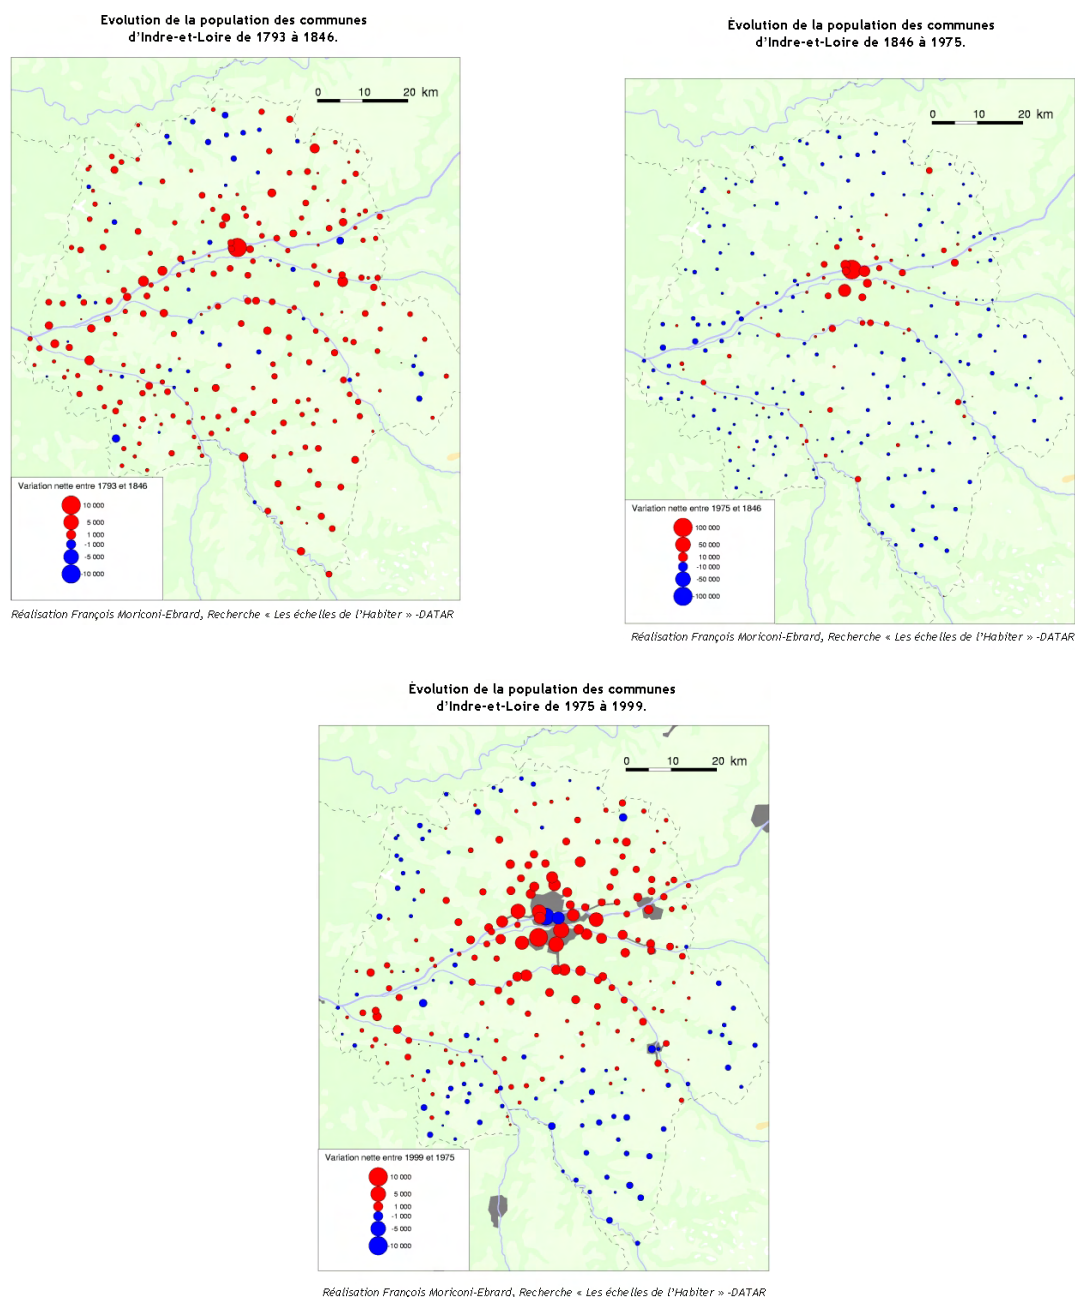 Evolution de la population des communes
d'Indre-et-Loire de 1793 à 1846.
0 10 20 km
Variation nette entre 1793 et 1846
10 000
5 000
1 000
-1 000
-5 000
-10 000
Réalisation François Moriconi-Ebrard, Recherche « Les échelles de l'Habiter » -DATAR
Évolution de la population des communes
d'Indre-et-Loire de 1846 à 1975.
0 10 20 km
Variation nette entre 1975 et 1846
100 000
50 000
10 000
-10 000
-50 000
-100 000
Réalisation François Moriconi-Ebrard, Recherche « Les échelles de l'Habiter » -DATAR
Évolution de la population des communes
d'Indre-et-Loire de 1975 à 1999.
0 10 20 km
Variation nette entre 1999 et 1975
10 000
5 000
1 000
-1 000
-5 000
-10 000
Réalisation François Moriconi-Ebrard, Recherche « Les échelles de l'Habiter » -DATAR